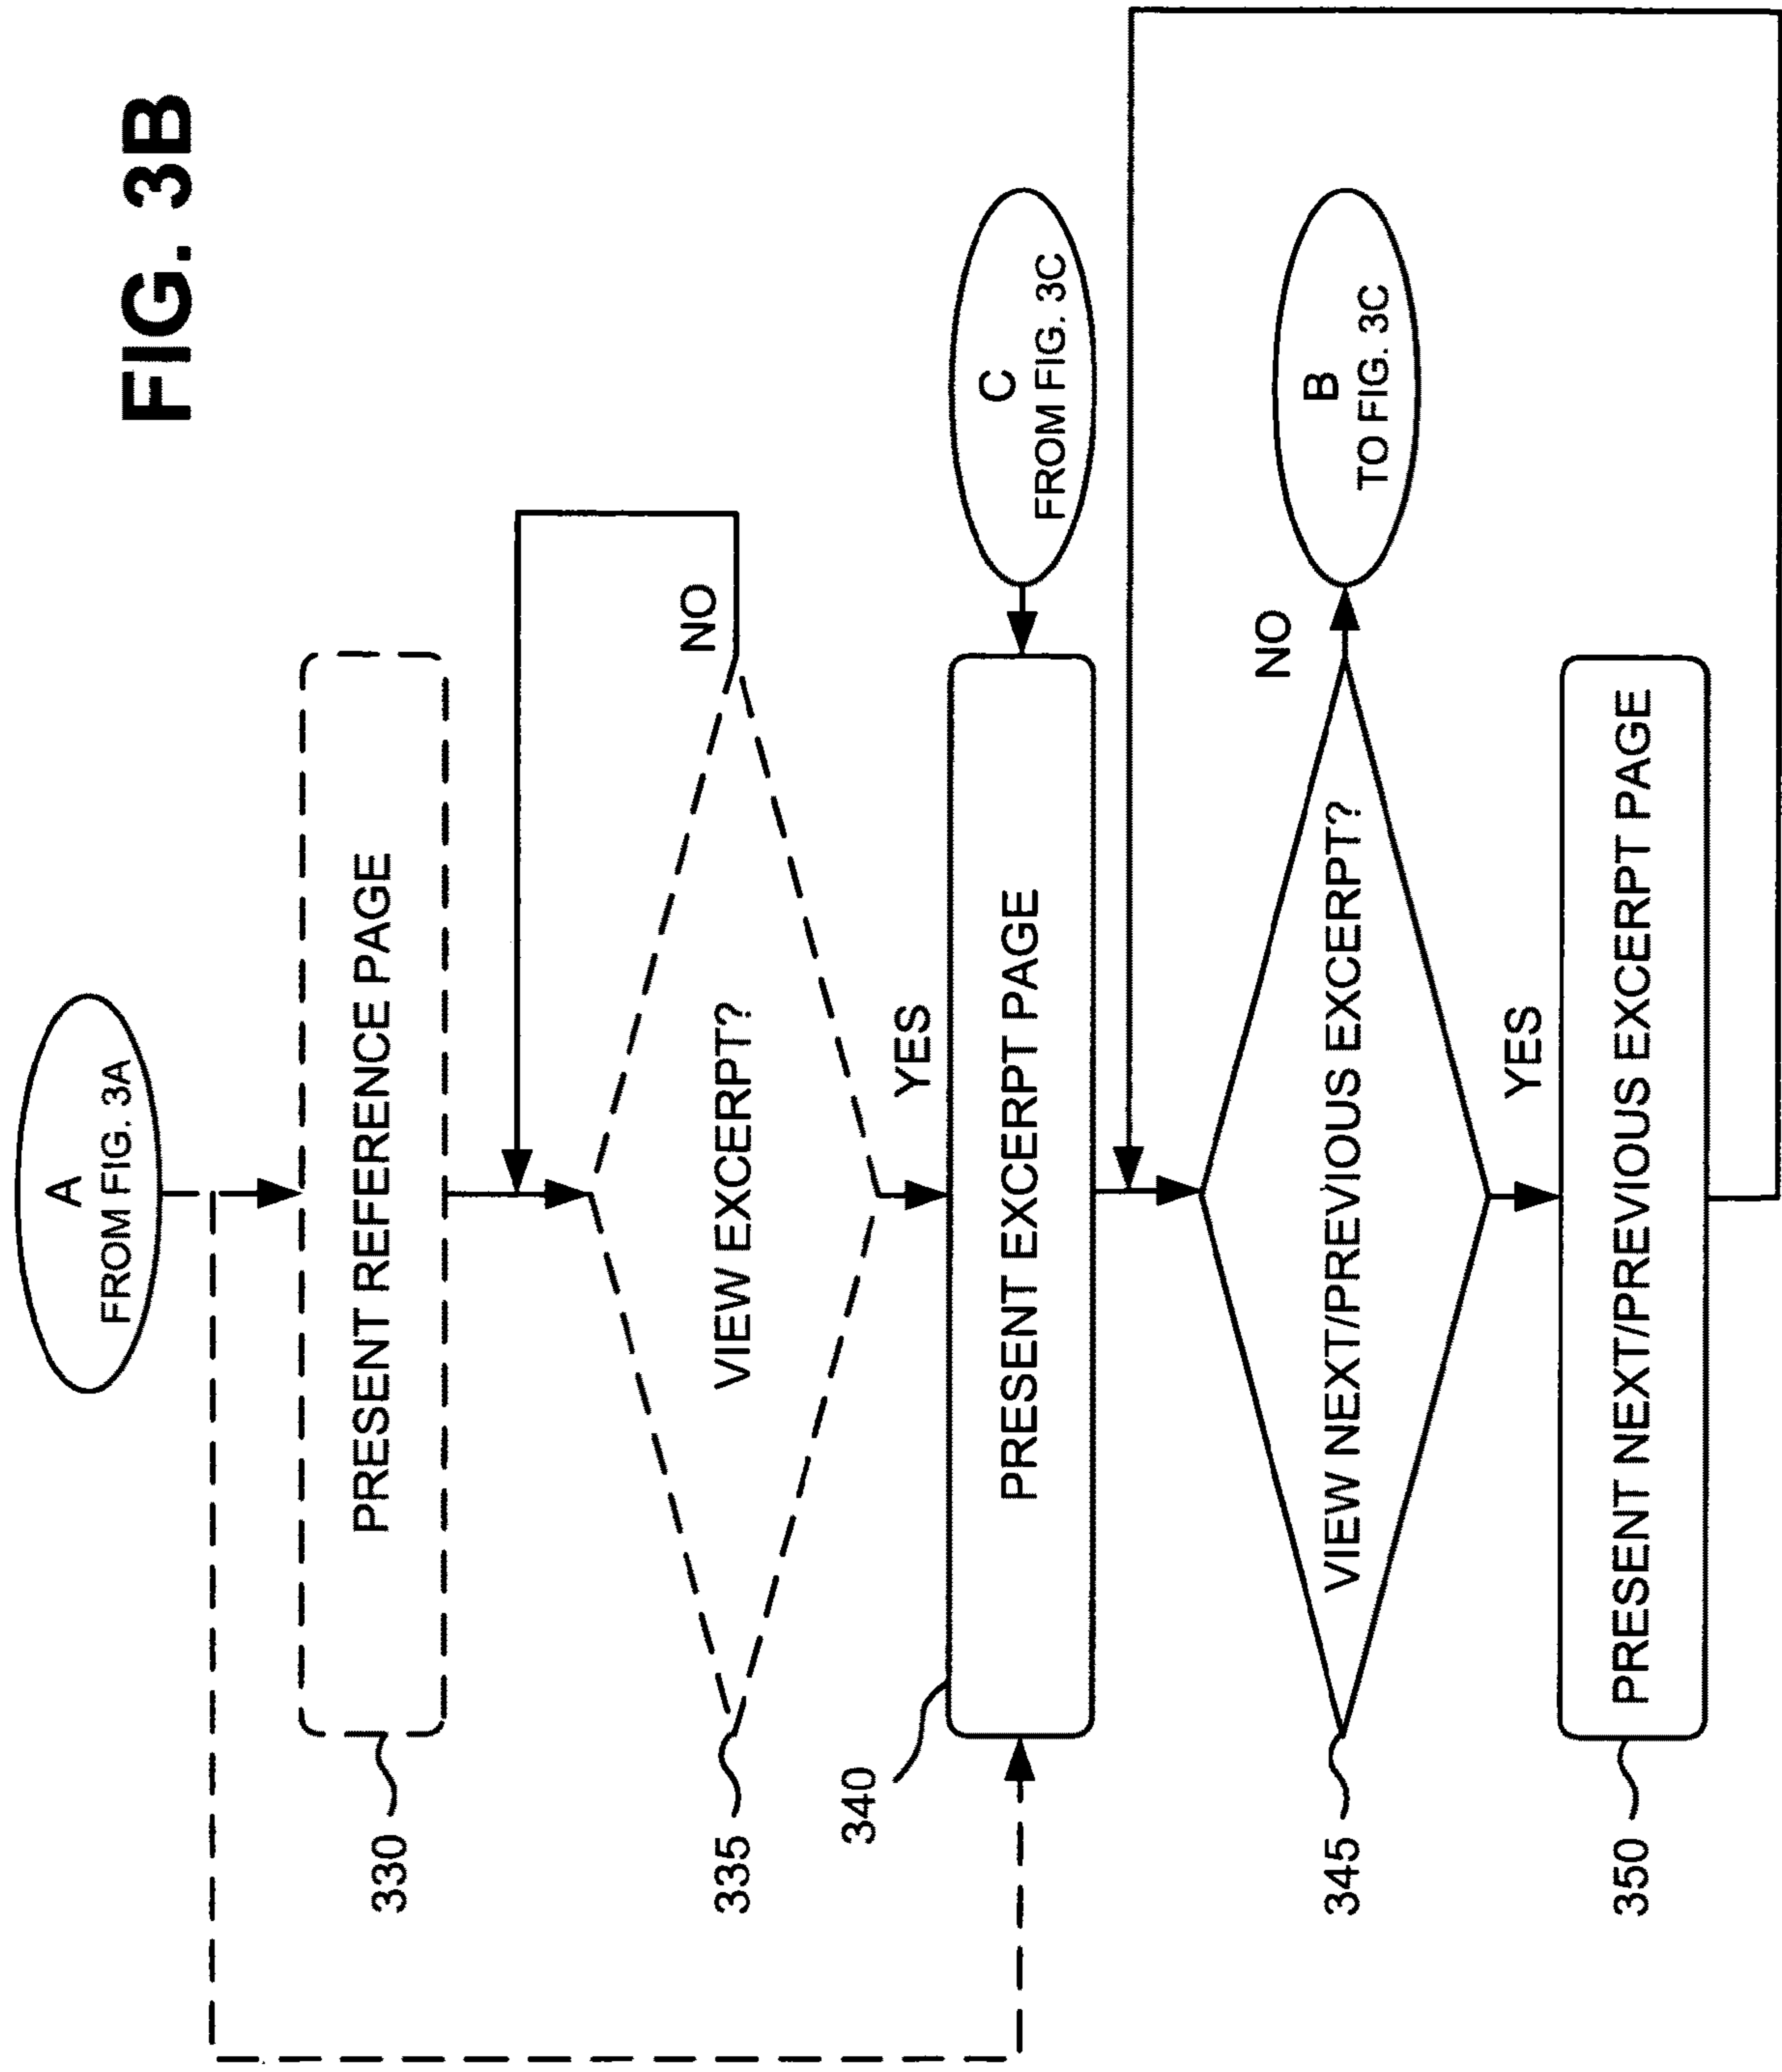 FIG. 3B
A
FROM FIG. 3A
330
PRESENT REFERENCE PAGE
335
VIEW EXCERPT?
NO
YES
340
PRESENT EXCERPT PAGE
C
FROM FIG. 3C
345
VIEW NEXT/PREVIOUS EXCERPT?
NO
B
TO FIG. 3C
YES
350
PRESENT NEXT/PREVIOUS EXCERPT PAGE